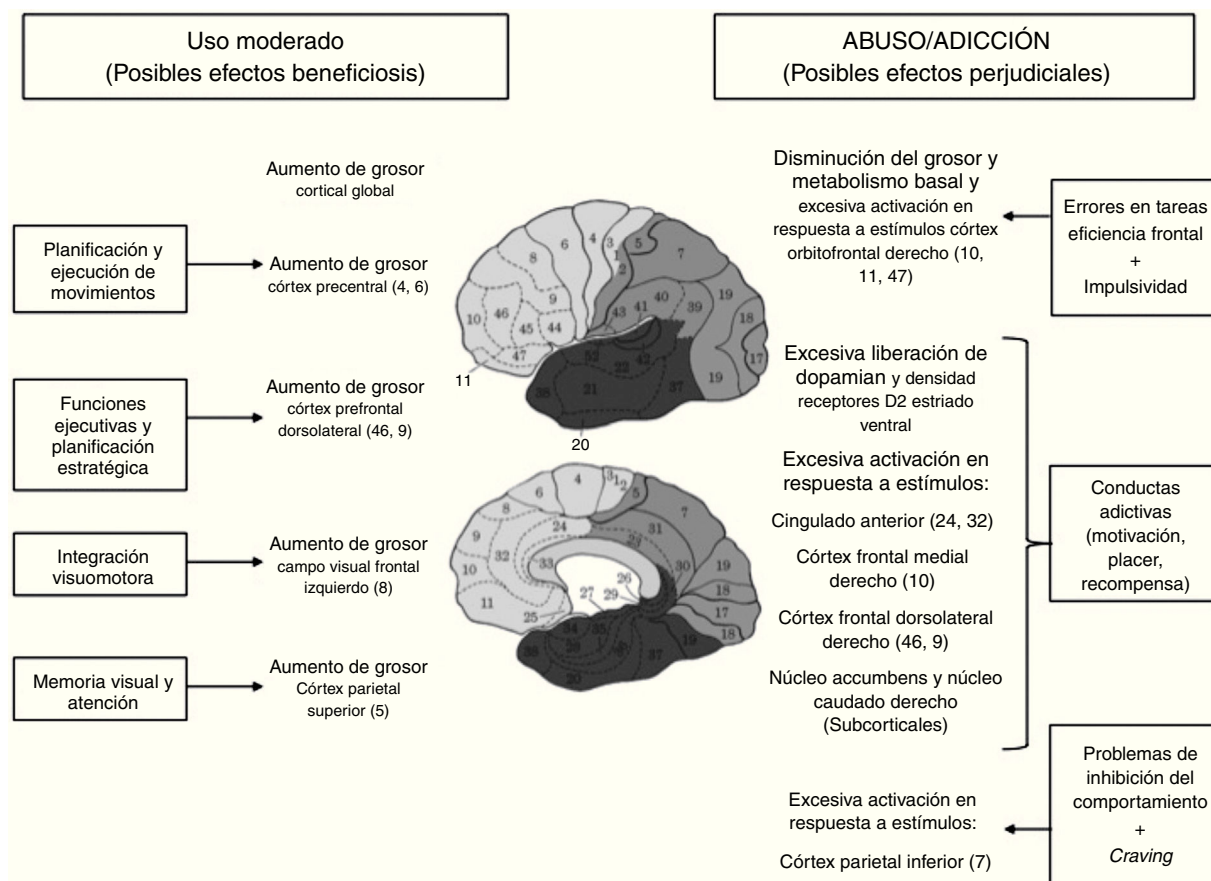 Uso moderado
(Posibles efectos beneficiosis)
ABUSO/ADICCIÓN
(Posibles efectos perjudiciales)
Aumento de grosor
cortical global
Planificación y
ejecución de
movimientos
Aumento de grosor
córtex precentral (4, 6)
Funciones
ejecutivas y
planificación
estratégica
Aumento de grosor
córtex prefrontal
dorsolateral (46, 9)
Integración
visuomotora
Aumento de grosor
campo visual frontal
izquierdo (8)
Memoria visual y
atención
Aumento de grosor
Córtex parietal
superior (5)
6 4 3 1 2 5 7
8 9 46 10 45 44 47 11
43 41 40 39 19 18 17 19
52 22 42 38 21 37 20
4 3 1 2 5 6 8 7
9 24 31 23 32 33 30 19
10 26 18 11 27 29 17
25 18 34 35 19
38 28 36 37 20
Disminución del grosor y
metabolismo basal y
excesiva activación en
respuesta a estímulos córtex
orbitofrontal derecho (10,
11, 47)
Errores en tareas
eficiencia frontal
+
Impulsividad
Excesiva liberación de
dopamian y densidad
receptores D2 estriado
ventral
Excesiva activación en
respuesta a estímulos:
Cingulado anterior (24, 32)
Córtex frontal medial
derecho (10)
Córtex frontal dorsolateral
derecho (46, 9)
Núcleo accumbens y núcleo
caudado derecho
(Subcorticales)
Conductas
adictivas
(motivación,
placer,
recompensa)
Excesiva activación en
respuesta a estímulos:
Córtex parietal inferior (7)
Problemas de
inhibición del
comportamiento
+
Craving